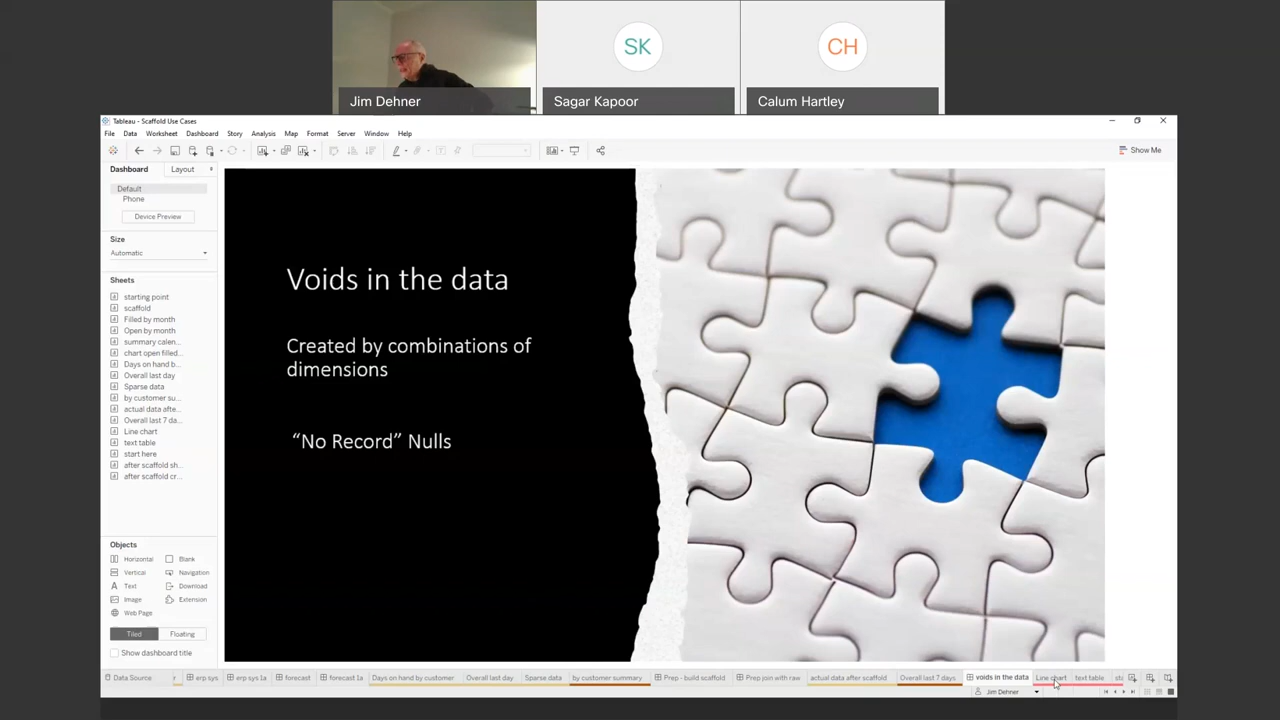 SK
CH
Jim Dehner
Sagar Kapoor
Calum Hartley
Tableau - Scaffold Use Cases
File Data Worksheet Dashboard Story Analysis Map Format Server Window Help
Show Me
Dashboard Layout
Default
Phone
Device Preview
Size
Automatic
Sheets
starting point
scaffold
Filled by month
Open by month
summary calen...
chart open filled...
Days on hand b...
Overall last day
Sparse data
by customer su...
actual data afte...
Overall last 7 da...
Line chart
text table
start here
after scaffold sh...
after scaffold cr...
Objects
Horizontal Blank
Vertical Navigation
Text Download
Image Extension
Web Page
Tiled Floating
Show dashboard title
Voids in the data
Created by combinations of
dimensions
“No Record” Nulls
Data Source erp sys erp sys 1a forecast forecast 1a Days on hand by customer Overall last day Sparse data by customer summary Prep - build scaffold Prep join with raw actual data after scaffold Overall last 7 days voids in the data Line chart text table
Jim Dehner